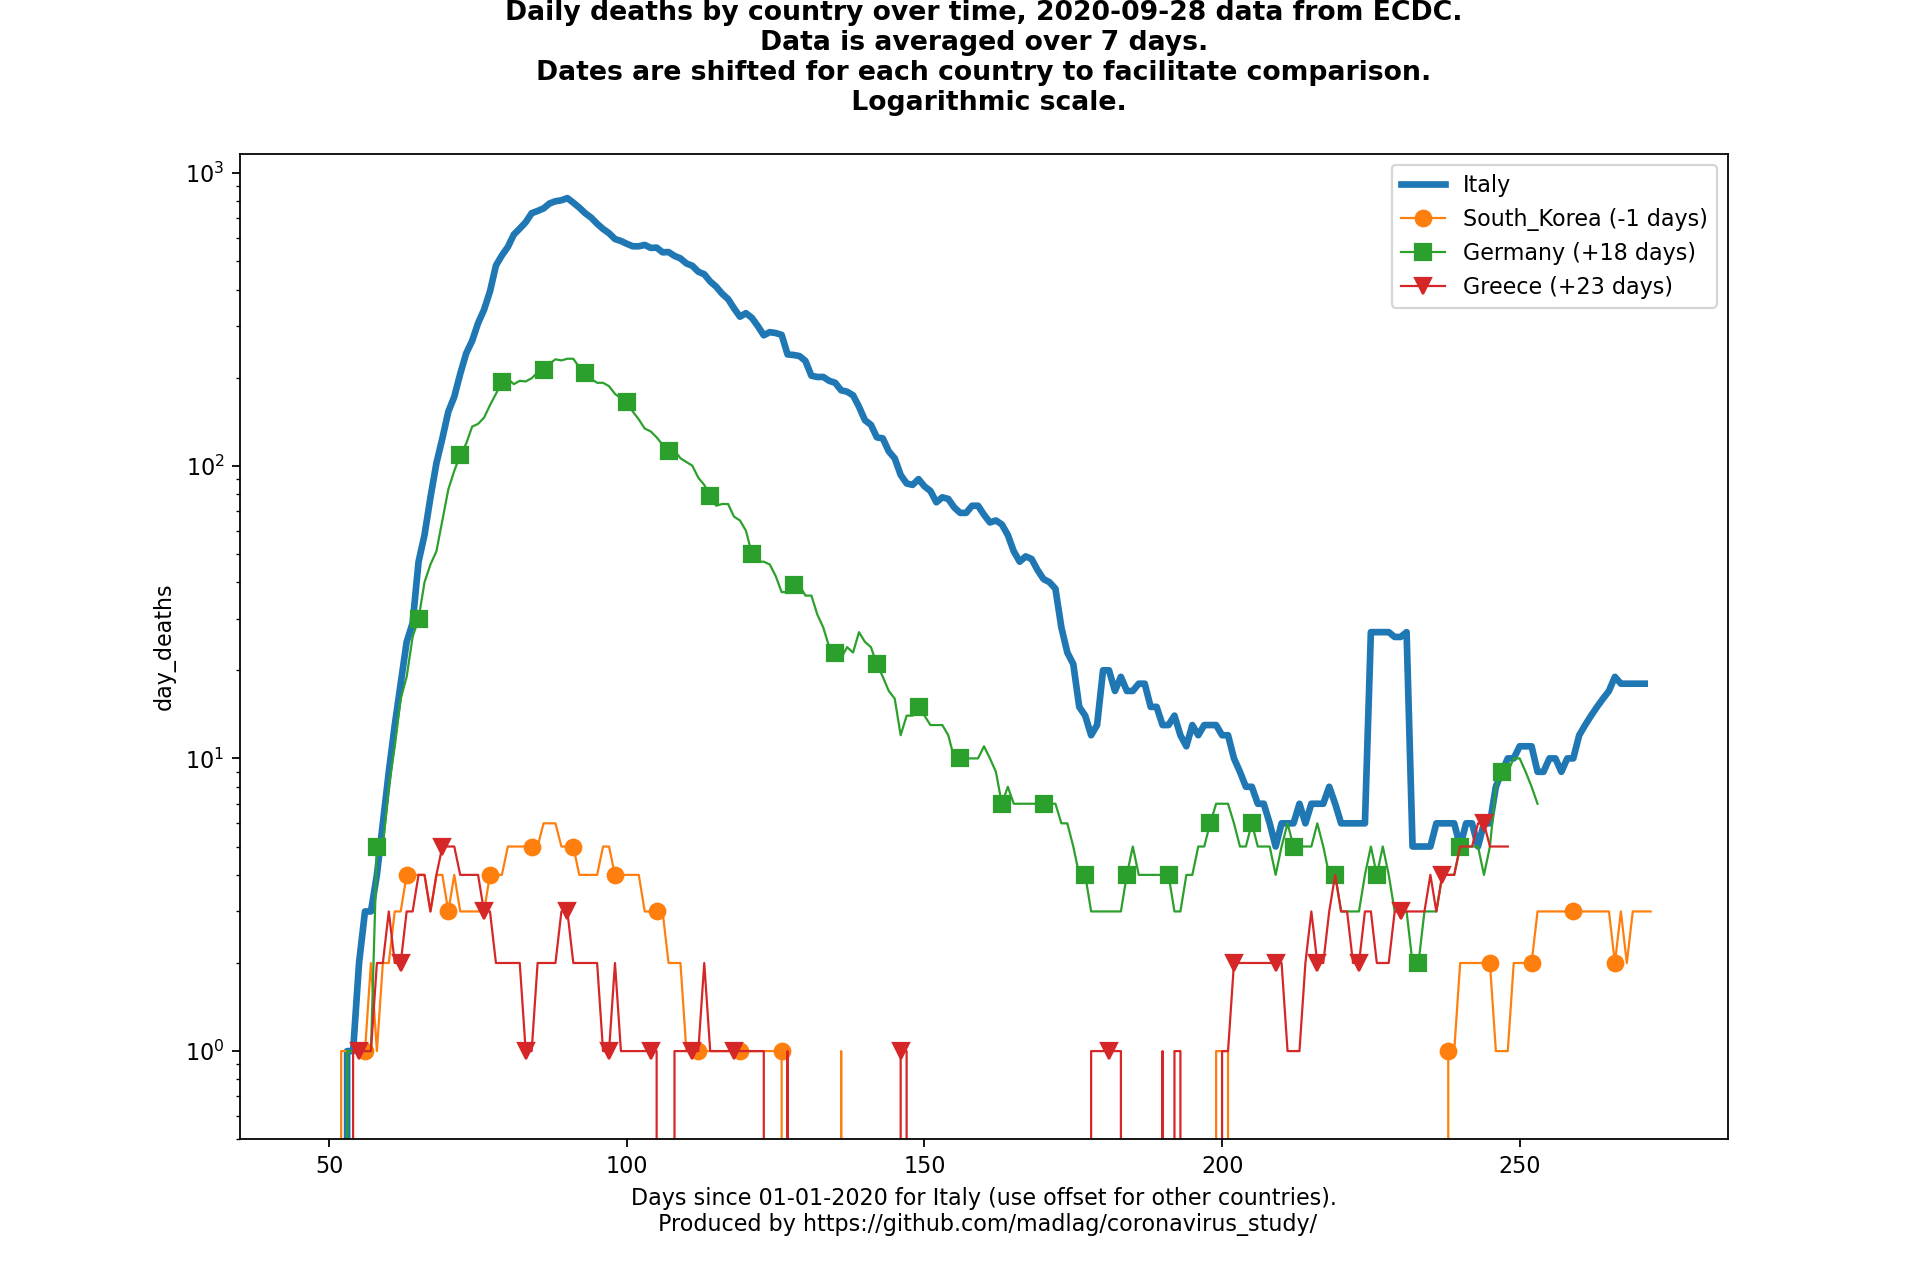 Daily deaths by country over time, 2020-09-28 data from ECDC.
Data is averaged over 7 days.
Dates are shifted for each country to facilitate comparison.
Logarithmic scale.
10³
10²
10¹
10⁰
day_deaths
Italy
South_Korea (-1 days)
Germany (+18 days)
Greece (+23 days)
50 100 150 200 250
Days since 01-01-2020 for Italy (use offset for other countries).
Produced by https://github.com/madlag/coronavirus_study/